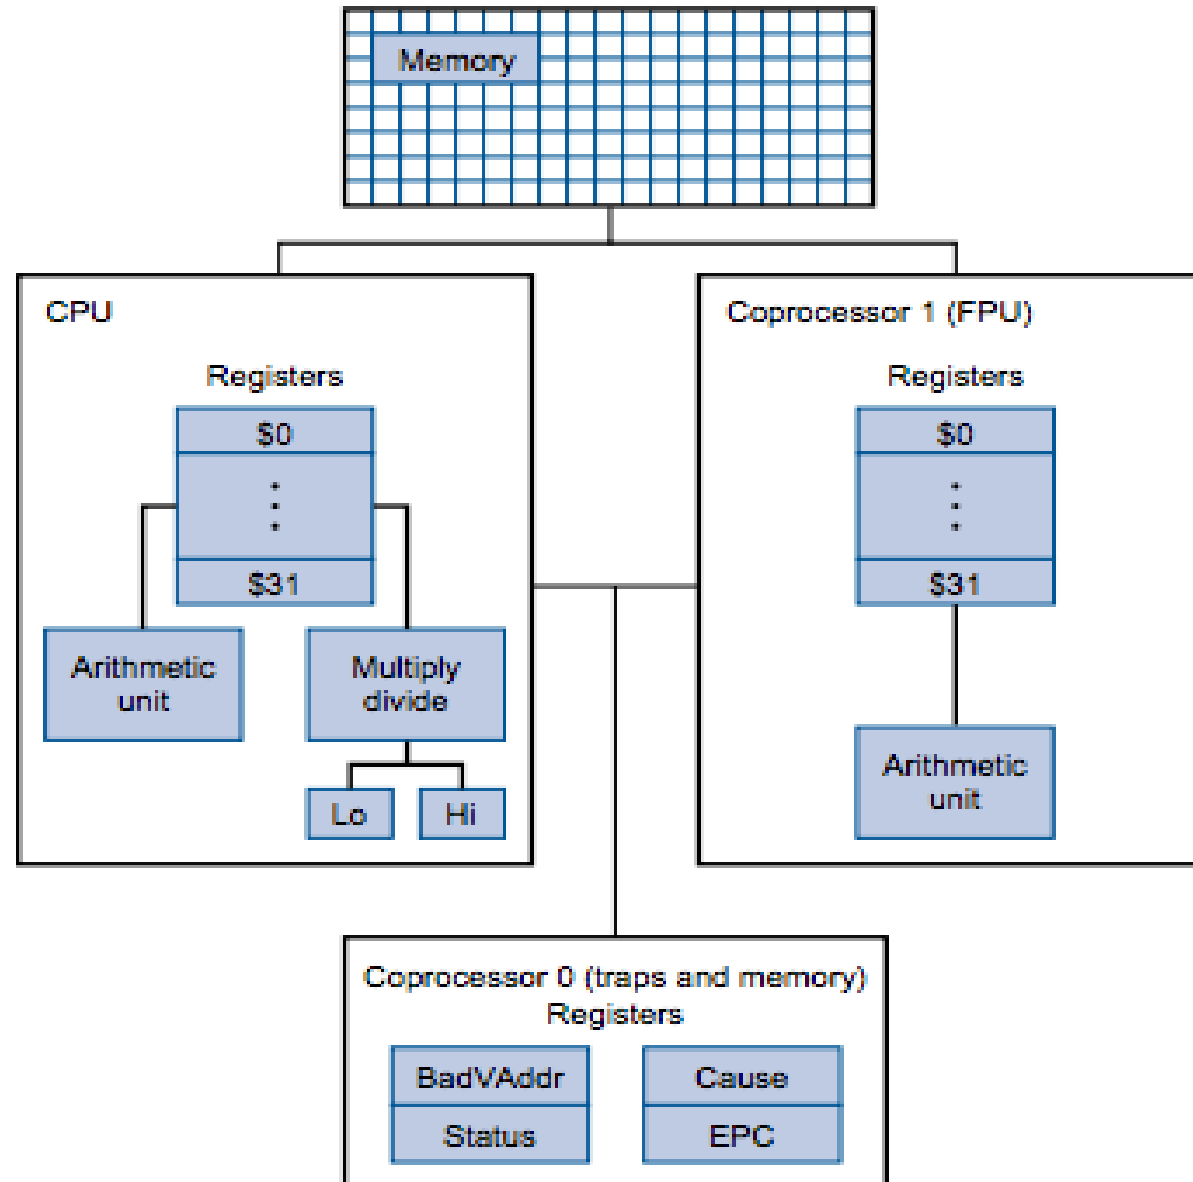 Memory
CPU
Registers
$0
$31
Arithmetic
unit
Multiply
divide
Lo
Hi
Coprocessor 1 (FPU)
Registers
$0
$31
Arithmetic
unit
Coprocessor 0 (traps and memory)
Registers
BadVAddr
Status
Cause
EPC